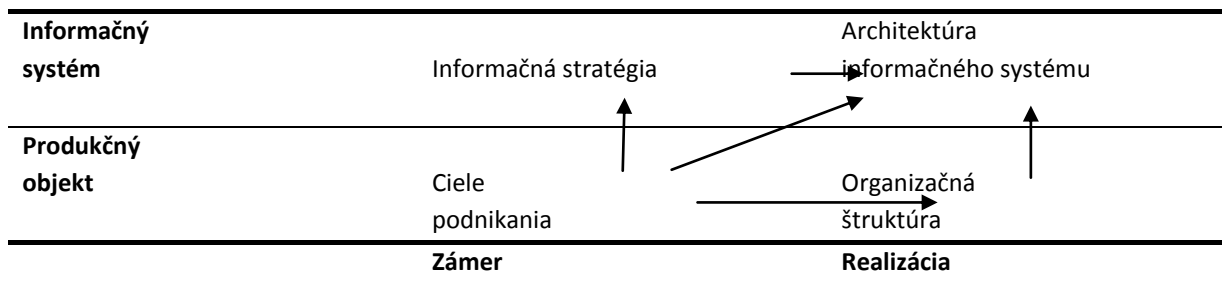 Informačný
systém
Informačná stratégia
Architektúra
informačného systému
Produkčný
objekt
Ciele
podnikania
Organizačná
štruktúra
Zámer
Realizácia